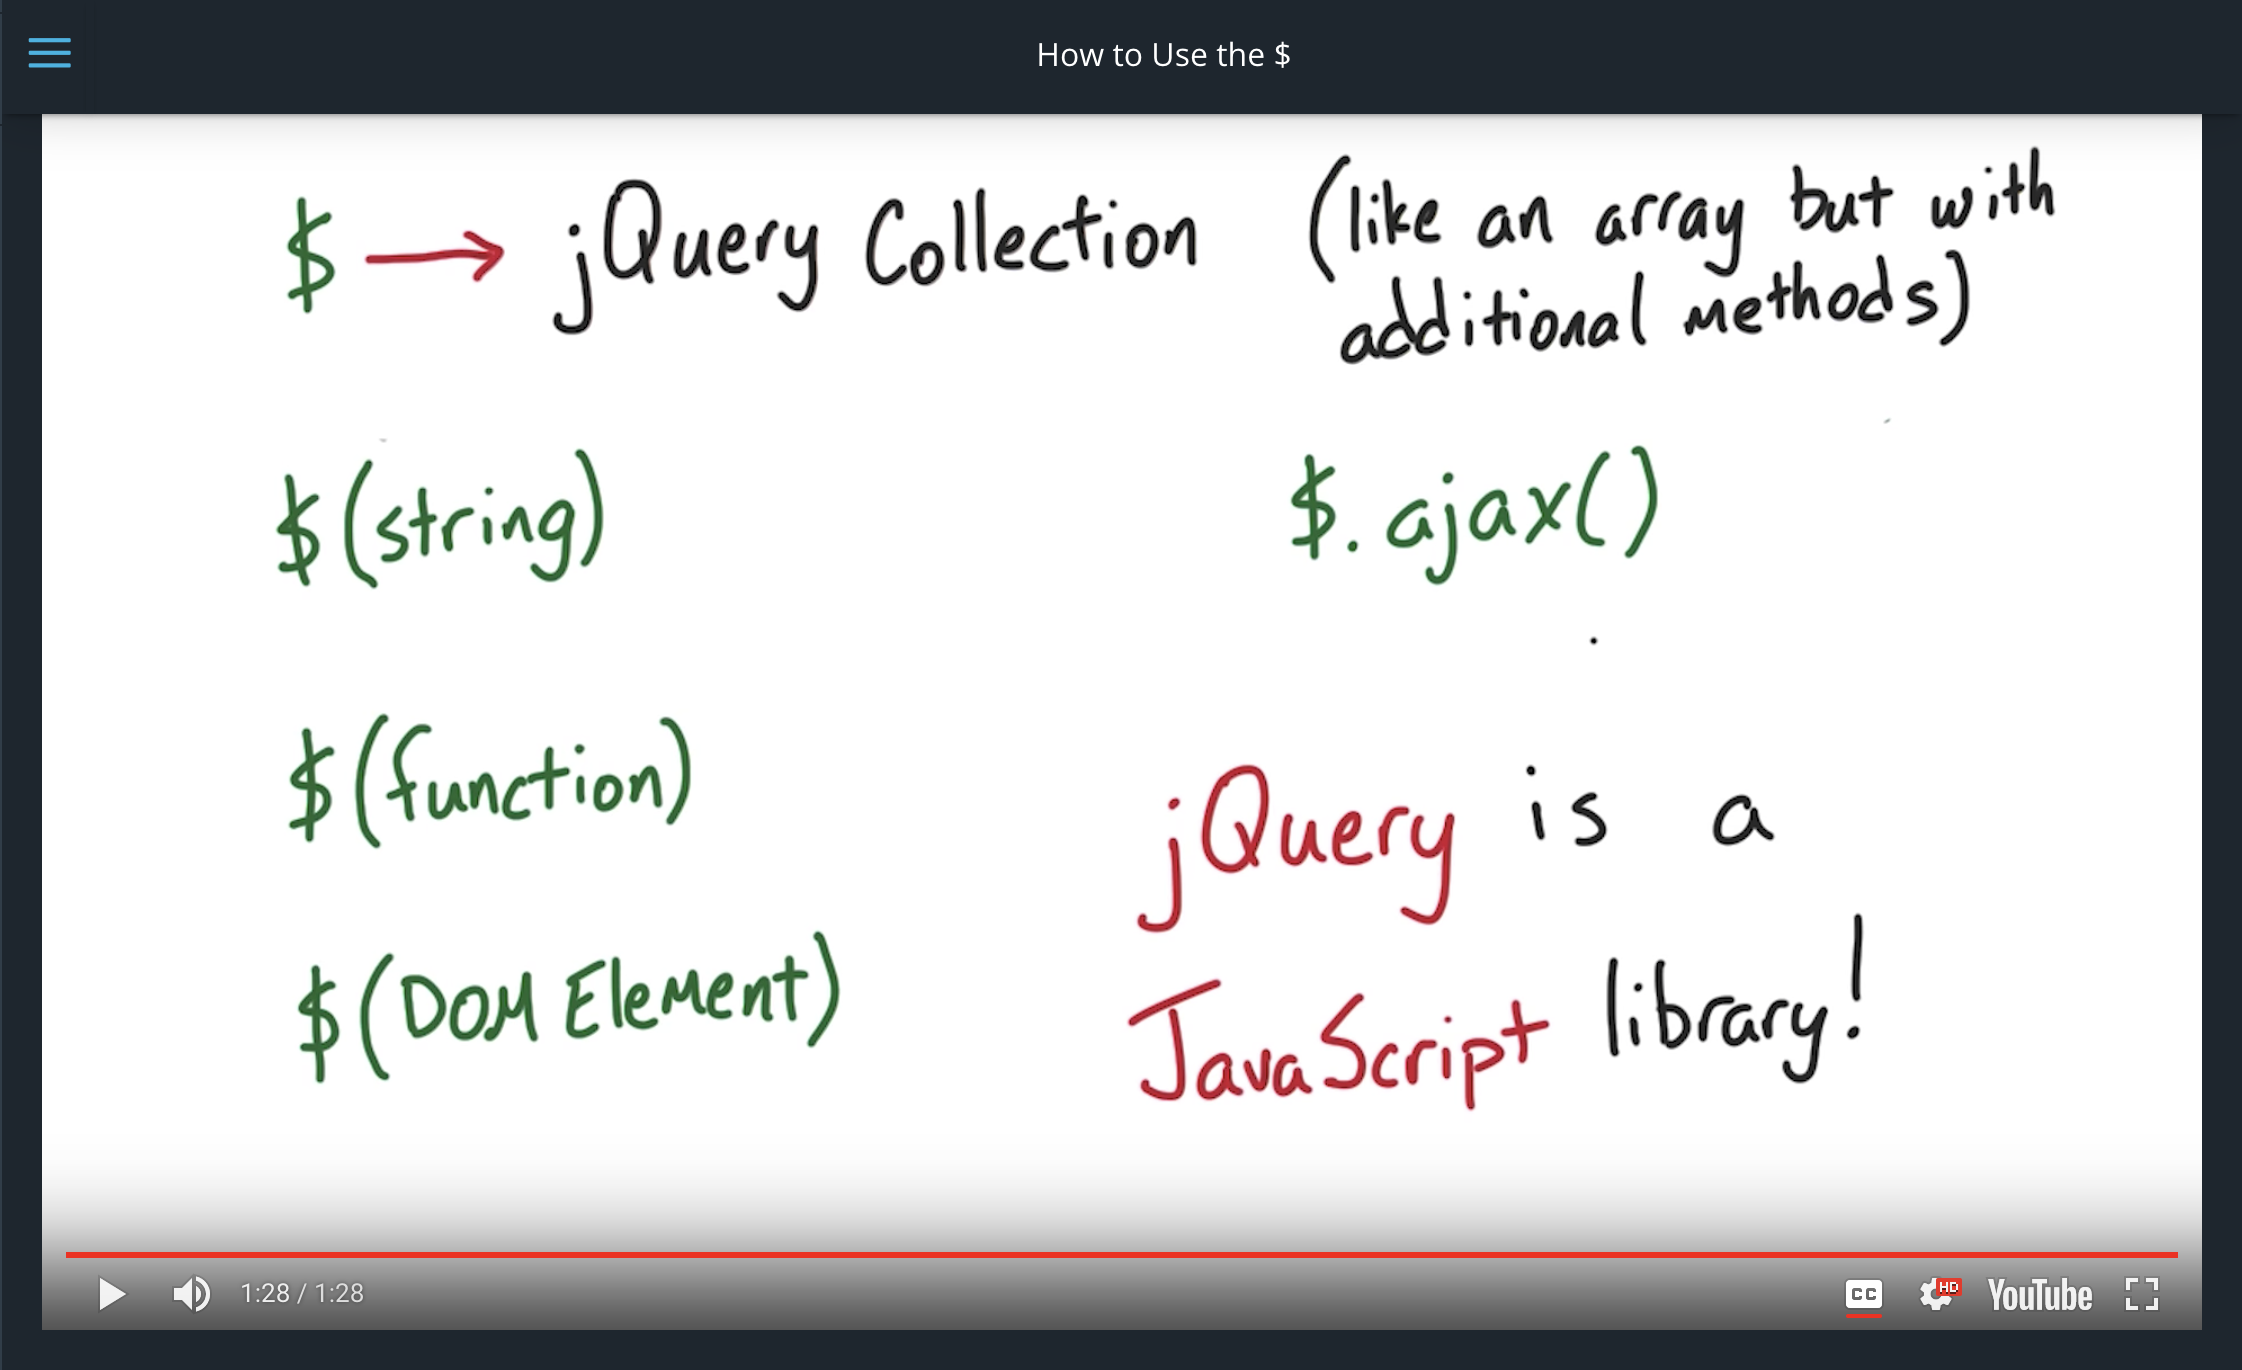 How to Use the $
$ → jQuery Collection (like an array but with
additional methods)
$(string)
$.ajax()
$(function)
jQuery is a
$(DOM Element)
JavaScript library!
1:28 / 1:28
CC
HD
YouTube